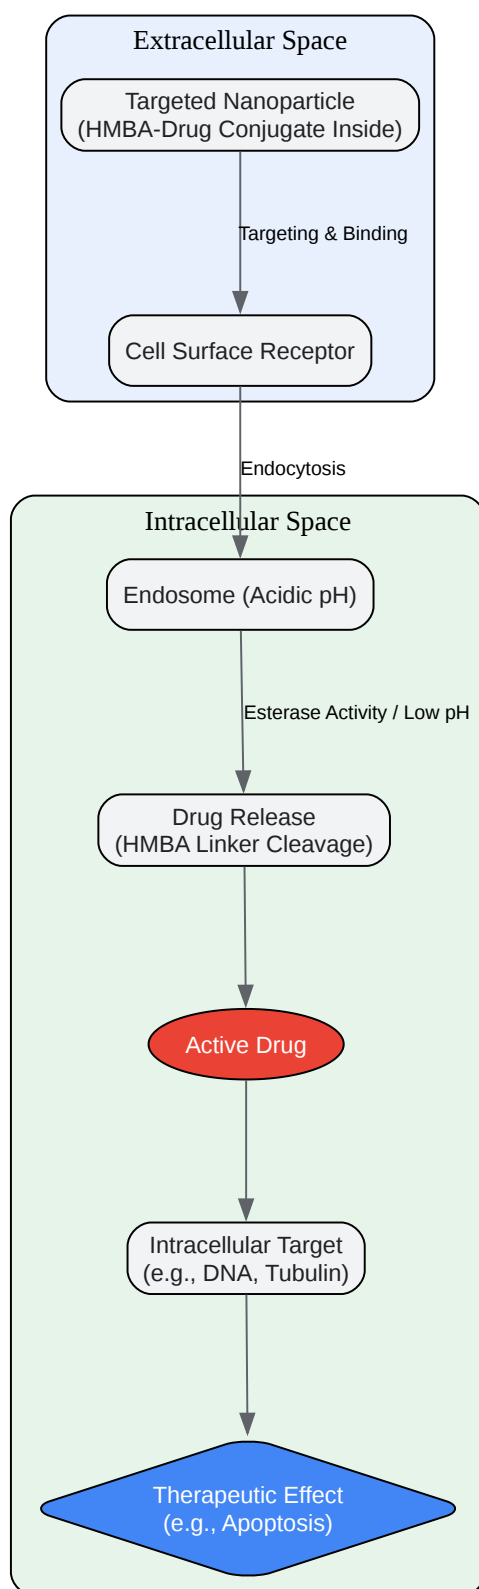 Extracellular Space
Targeted Nanoparticle
(HMBA-Drug Conjugate Inside)
Targeting & Binding
Cell Surface Receptor
Endocytosis
Intracellular Space
Endosome (Acidic pH)
Esterase Activity / Low pH
Drug Release
(HMBA Linker Cleavage)
Active Drug
Intracellular Target
(e.g., DNA, Tubulin)
Therapeutic Effect
(e.g., Apoptosis)